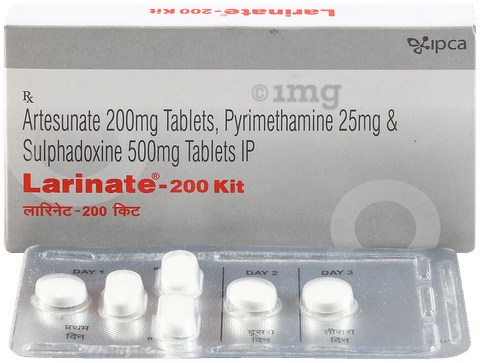 Larinate®-200 Kit
ipca
©1mg
Rx
Artesunate 200mg Tablets, Pyrimethamine 25mg &
Sulphadoxine 500mg Tablets IP
Larinate®-200 Kit
लारिनेट-200 किट
DAY 1 DAY 2 DAY 3
प्रथम दूसरा तीसरा
दिन दिन दिन